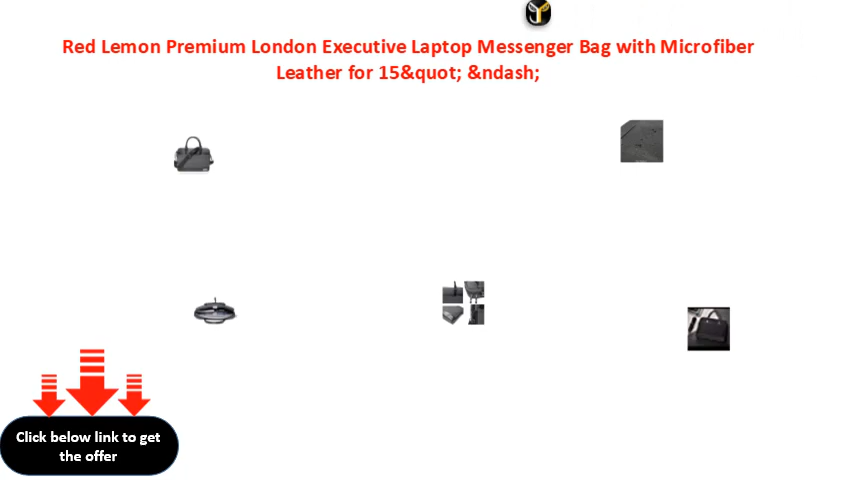 Red Lemon Premium London Executive Laptop Messenger Bag with Microfiber
Leather for 15&quot; &ndash;
Click below link to get
the offer